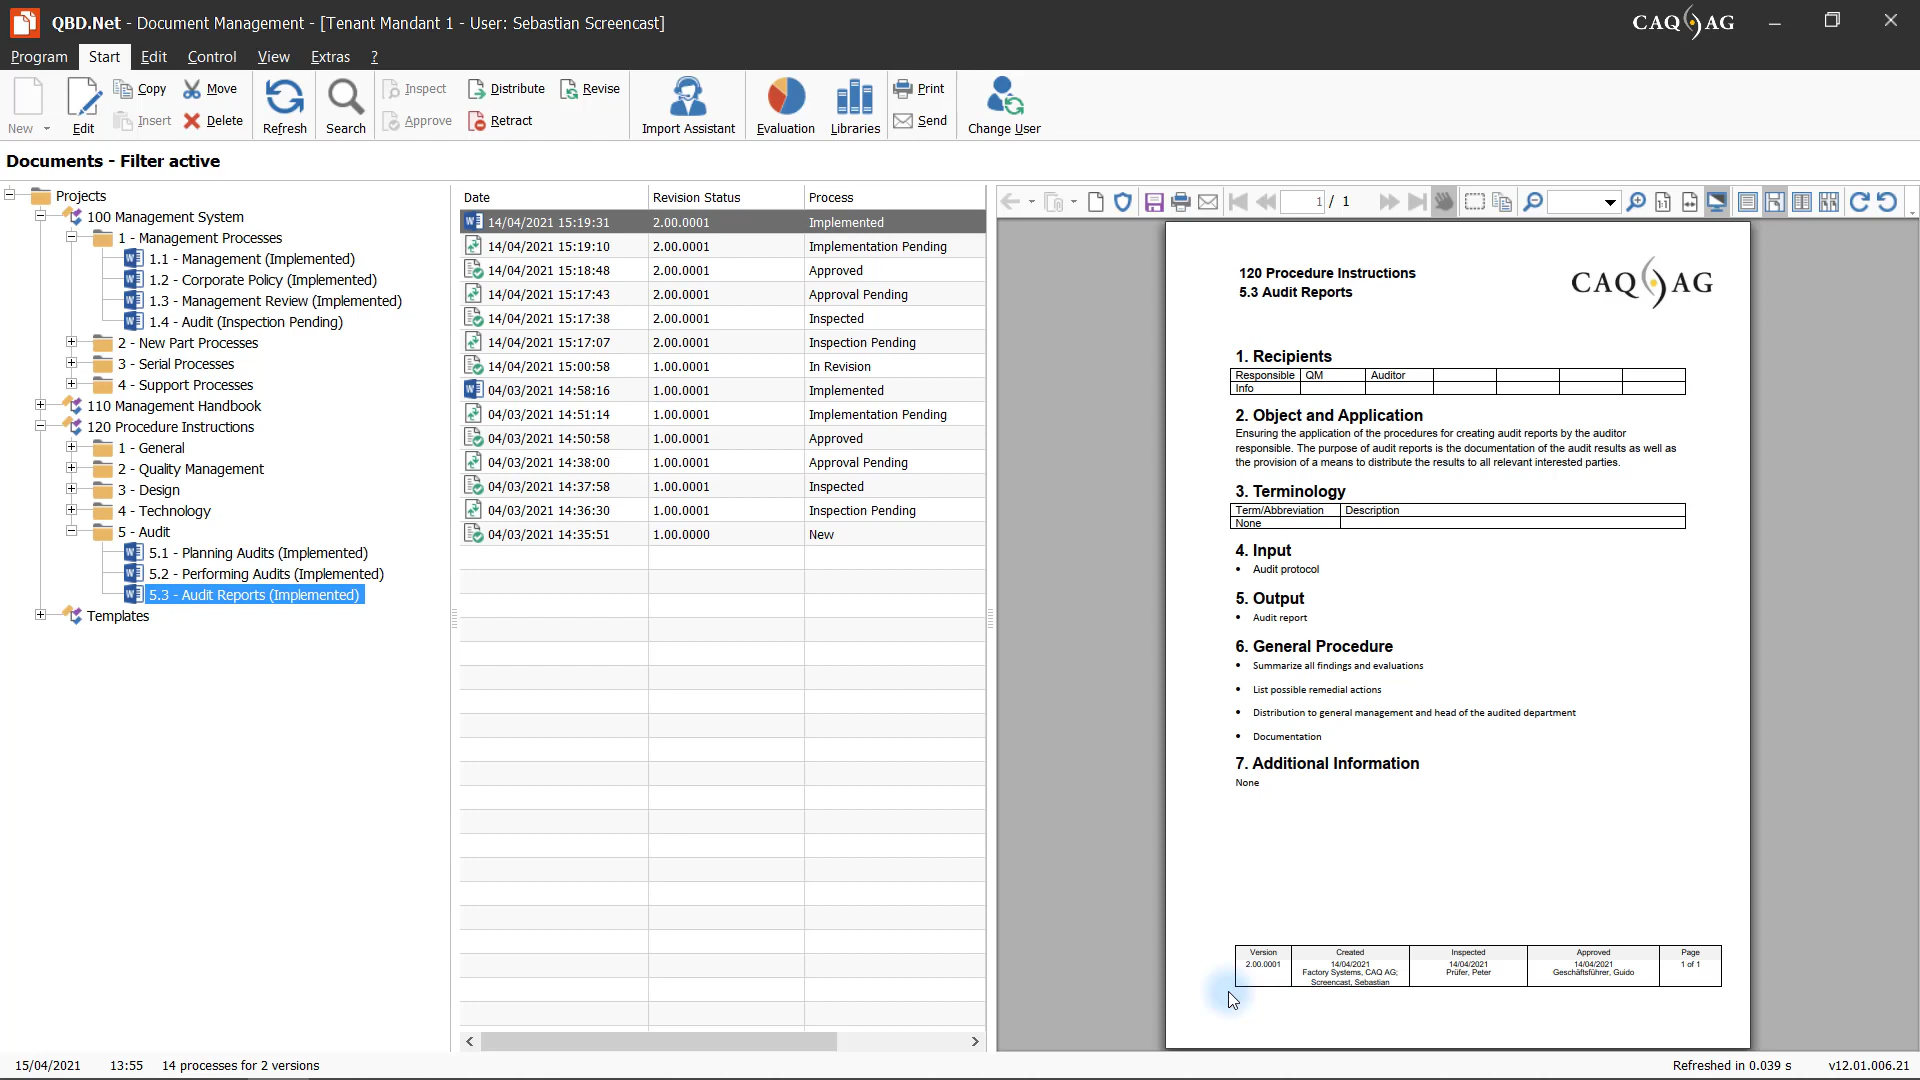 QBD.Net - Document Management - [Tenant Mandant 1 - User: Sebastian Screencast]
CAQ AG
Program Start Edit Control View Extras ?
New Edit Copy Insert Move Delete Refresh Search Inspect Approve Distribute Retract Revise Import Assistant Evaluation Libraries Print Send Change User
Documents - Filter active
Projects
100 Management System
1 - Management Processes
1.1 - Management (Implemented)
1.2 - Corporate Policy (Implemented)
1.3 - Management Review (Implemented)
1.4 - Audit (Inspection Pending)
2 - New Part Processes
3 - Serial Processes
4 - Support Processes
110 Management Handbook
120 Procedure Instructions
1 - General
2 - Quality Management
3 - Design
4 - Technology
5 - Audit
5.1 - Planning Audits (Implemented)
5.2 - Performing Audits (Implemented)
5.3 - Audit Reports (Implemented)
Templates
Date Revision Status Process
14/04/2021 15:19:31 2.00.0001 Implemented
14/04/2021 15:19:10 2.00.0001 Implementation Pending
14/04/2021 15:18:48 2.00.0001 Approved
14/04/2021 15:17:43 2.00.0001 Approval Pending
14/04/2021 15:17:38 2.00.0001 Inspected
14/04/2021 15:17:07 2.00.0001 Inspection Pending
14/04/2021 15:00:58 1.00.0001 In Revision
04/03/2021 14:58:16 1.00.0001 Implemented
04/03/2021 14:51:14 1.00.0001 Implementation Pending
04/03/2021 14:50:58 1.00.0001 Approved
04/03/2021 14:38:00 1.00.0001 Approval Pending
04/03/2021 14:37:58 1.00.0001 Inspected
04/03/2021 14:36:30 1.00.0001 Inspection Pending
04/03/2021 14:35:51 1.00.0000 New
1 / 1
120 Procedure Instructions
5.3 Audit Reports
CAQ AG
1. Recipients
Responsible QM Auditor
Info
2. Object and Application
Ensuring the application of the procedures for creating audit reports by the auditor
responsible. The purpose of audit reports is the documentation of the audit results as well as
the provision of a means to distribute the results to all relevant interested parties.
3. Terminology
Term/Abbreviation Description
None
4. Input
• Audit protocol
5. Output
• Audit report
6. General Procedure
• Summarize all findings and evaluations
• List possible remedial actions
• Distribution to general management and head of the audited department
• Documentation
7. Additional Information
None
Version Created Inspected Approved Page
2.00.0001 14/04/2021 14/04/2021 14/04/2021 1 of 1
Factory Systems, CAQ AG; Prüfer, Peter Geschäftsführer, Guido
Screencast, Sebastian
15/04/2021 13:55 14 processes for 2 versions Refreshed in 0.039 s v12.01.006.21